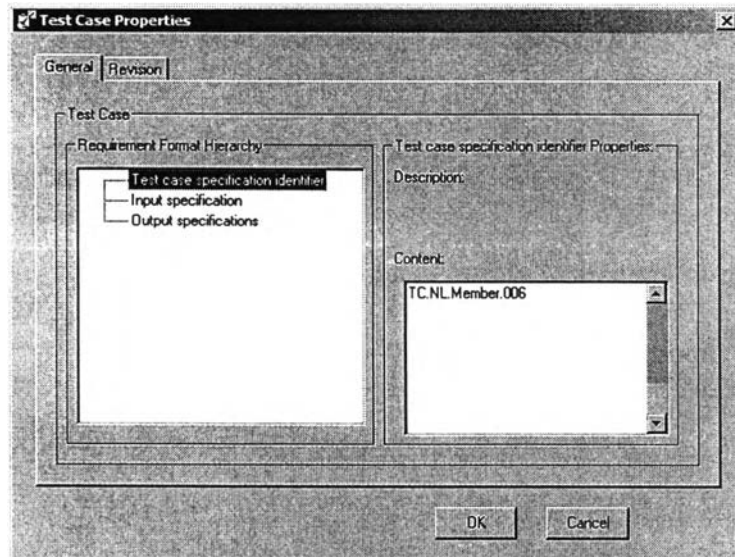 Test Case Properties
General
Revision
Test Case
Requirement Format Hierarchy
Test case specification identifier
Input specification
Output specifications
Test case specification identifier Properties:
Description:
Content:
TC.NL.Member.006
OK
Cancel